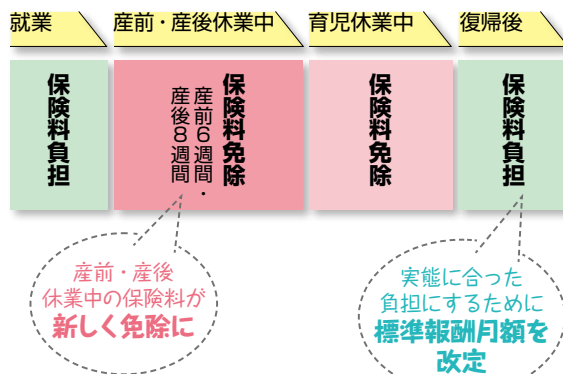 就業
産前・産後休業中
育児休業中
復帰後
保険料負担
保険料免除
産前6週間・
産後8週間
保険料免除
保険料負担
産前・産後
休業中の保険料が
新しく免除に
実態に合った
負担にするために
標準報酬月額を
改定